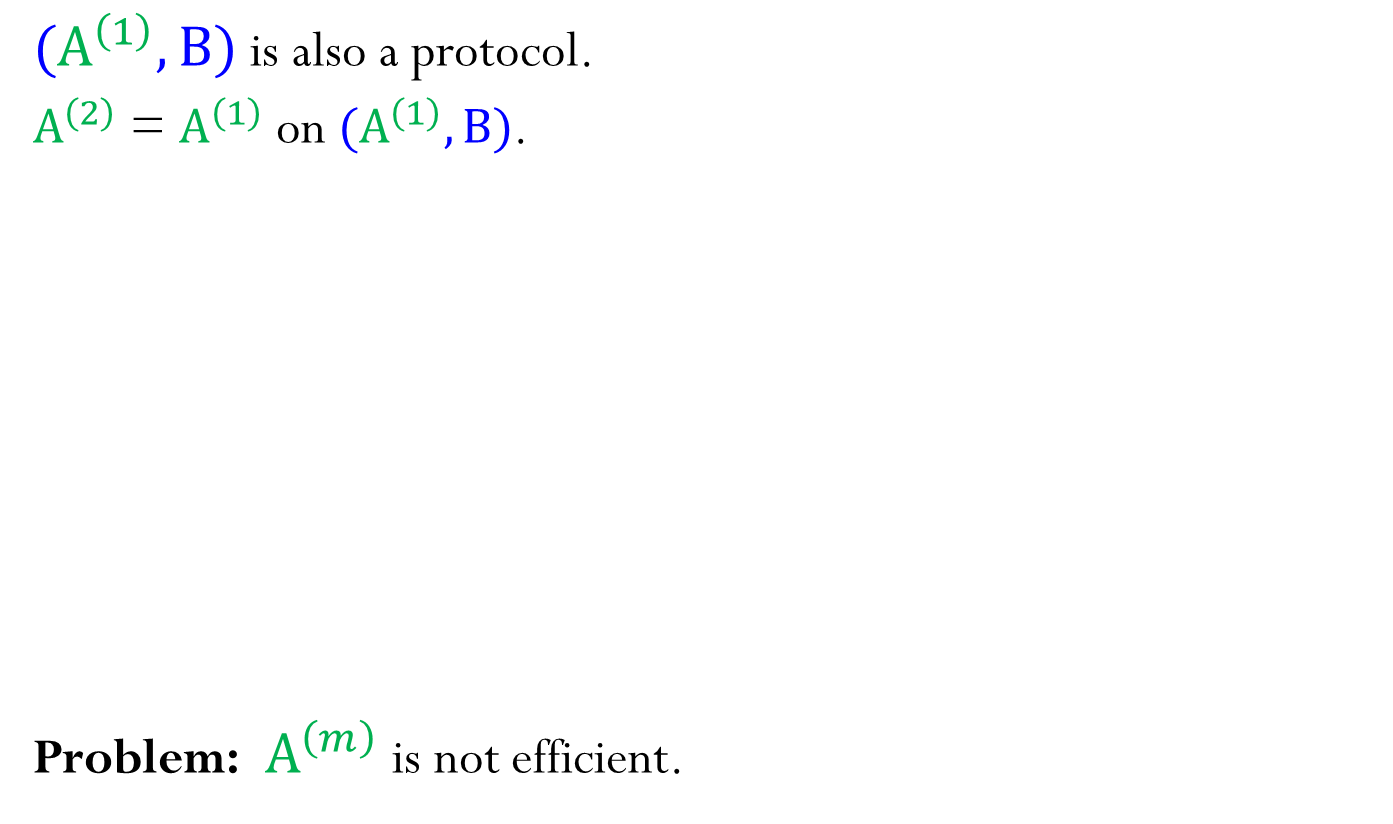 (A^(1), B) is also a protocol.
A^(2) = A^(1) on (A^(1), B).
Problem: A^(m) is not efficient.